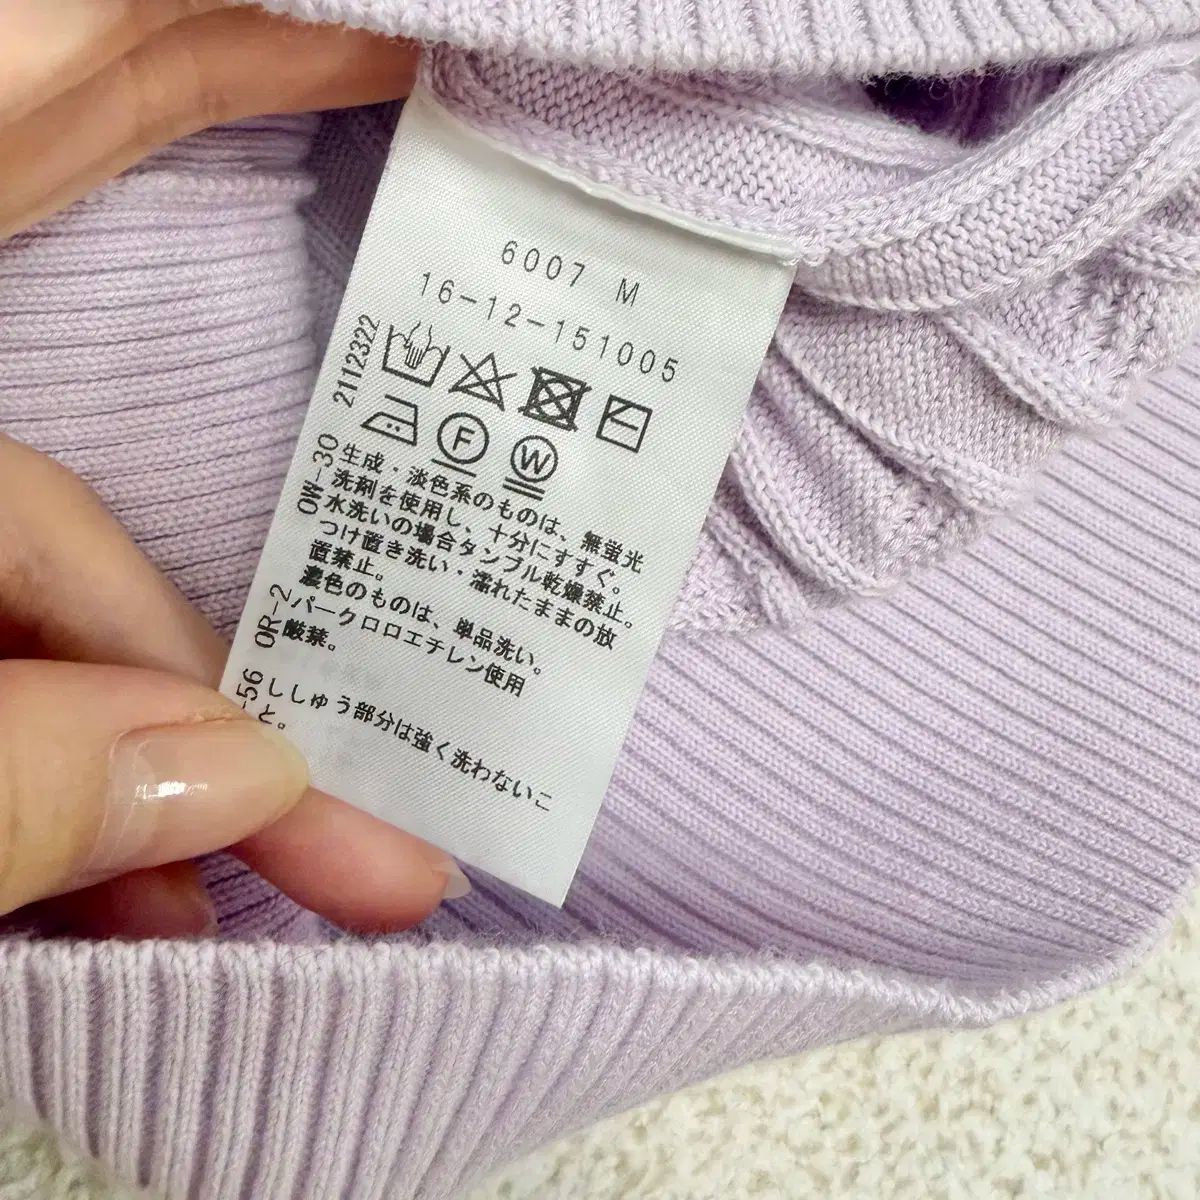 6007 M
16-12-151005
2112322
F W
0W-30
生成・淡色系のものは、無蛍光
洗剤を使用し、十分にすすぐ。
水洗いの場合タンブル乾燥禁止。
つけ置き洗い・濡れたままの放
置禁止。
濃色のものは、単品洗い。
0R-2
パークロロエチレン使用
厳禁。
-56
ししゅう部分は強く洗わないこ
と。